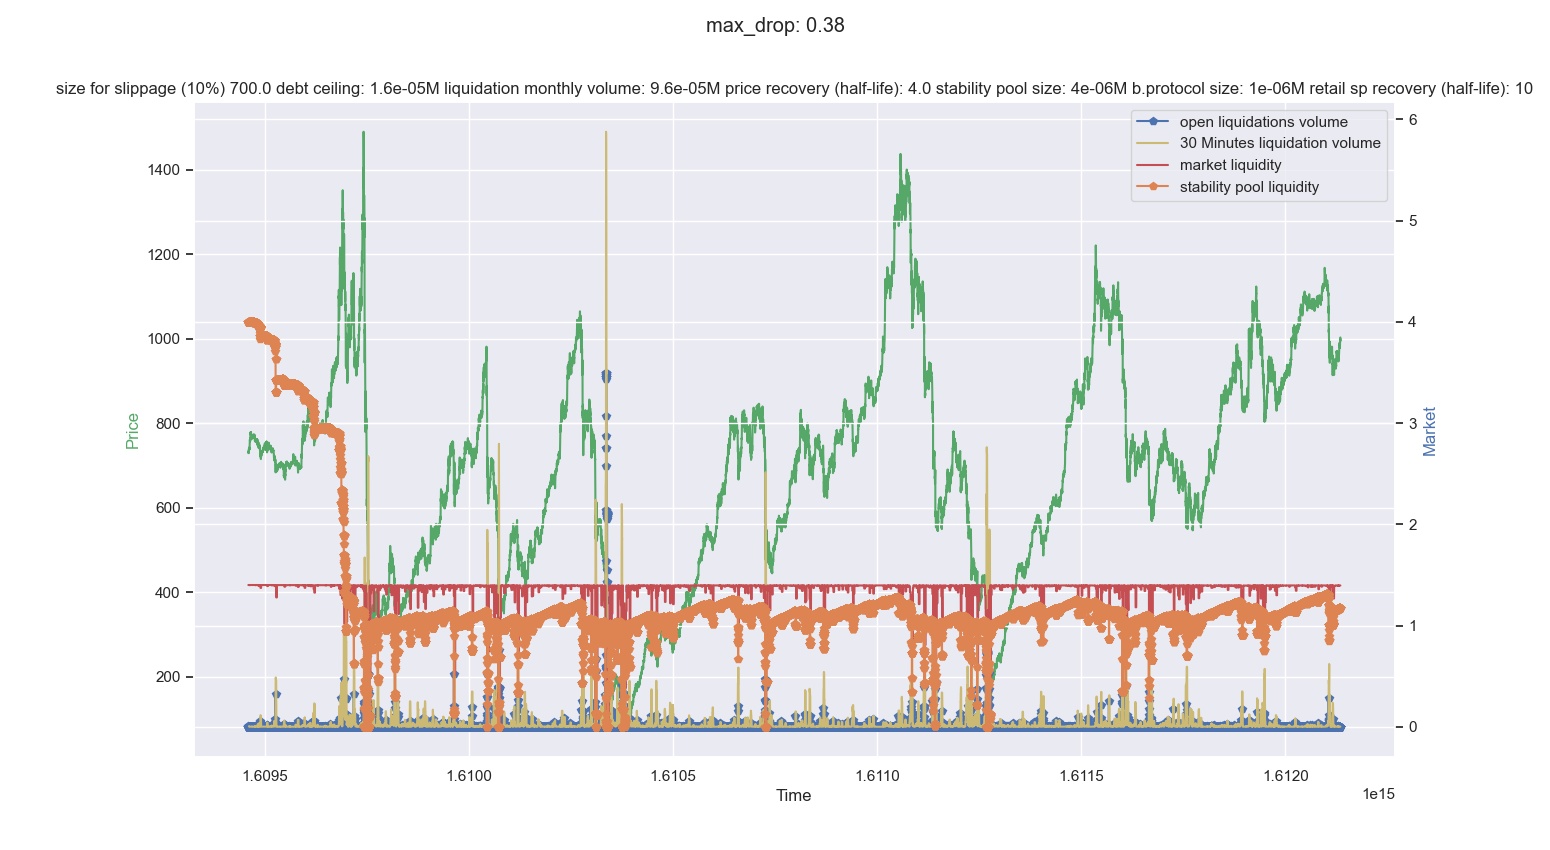 max_drop: 0.38
size for slippage (10%) 700.0 debt ceiling: 1.6e-05M liquidation monthly volume: 9.6e-05M price recovery (half-life): 4.0 stability pool size: 4e-06M b.protocol size: 1e-06M retail sp recovery (half-life): 10
open liquidations volume
30 Minutes liquidation volume
market liquidity
stability pool liquidity
1400
1200
1000
800
600
400
200
Price
6
5
4
3
2
1
0
Market
1.6095 1.6100 1.6105 1.6110 1.6115 1.6120
Time
1e15